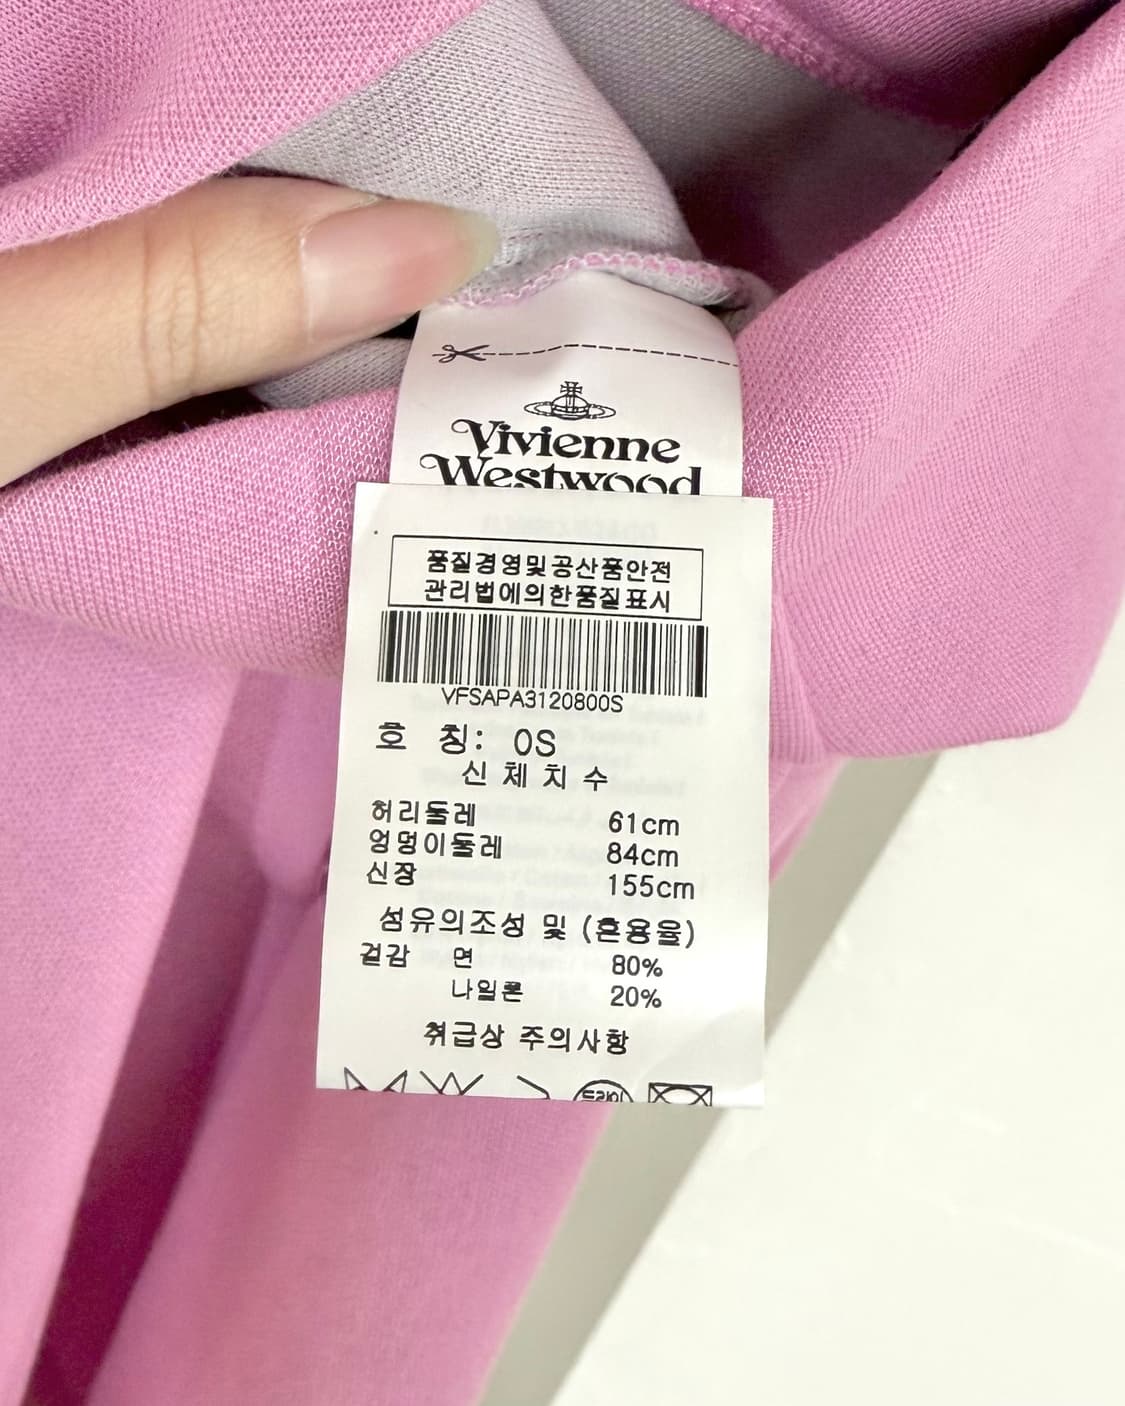 Vivienne
Westwood
품질경영및공산품안전
관리법에의한품질표시
VFSAPA3120800S
호 칭: 0S
신체치수
허리둘레 61cm
엉덩이둘레 84cm
신장 155cm
섬유의조성 및 (혼용율)
겉감 면 80%
나일론 20%
취급상 주의사항
드라이